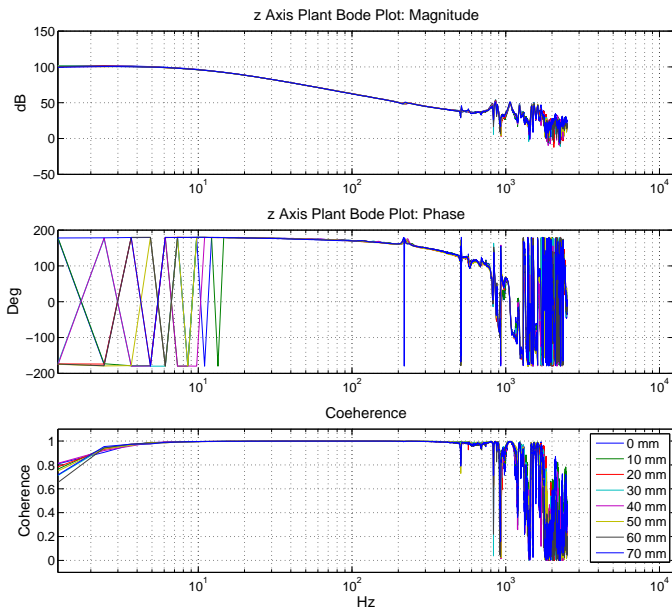 z Axis Plant Bode Plot: Magnitude
150
100
50
0
−50
dB
10^1
10^2
10^3
10^4
z Axis Plant Bode Plot: Phase
200
100
0
−100
−200
Deg
10^1
10^2
10^3
10^4
Coeherence
1
0.8
0.6
0.4
0.2
0
Coherence
10^1
10^2
10^3
10^4
Hz
0 mm
10 mm
20 mm
30 mm
40 mm
50 mm
60 mm
70 mm